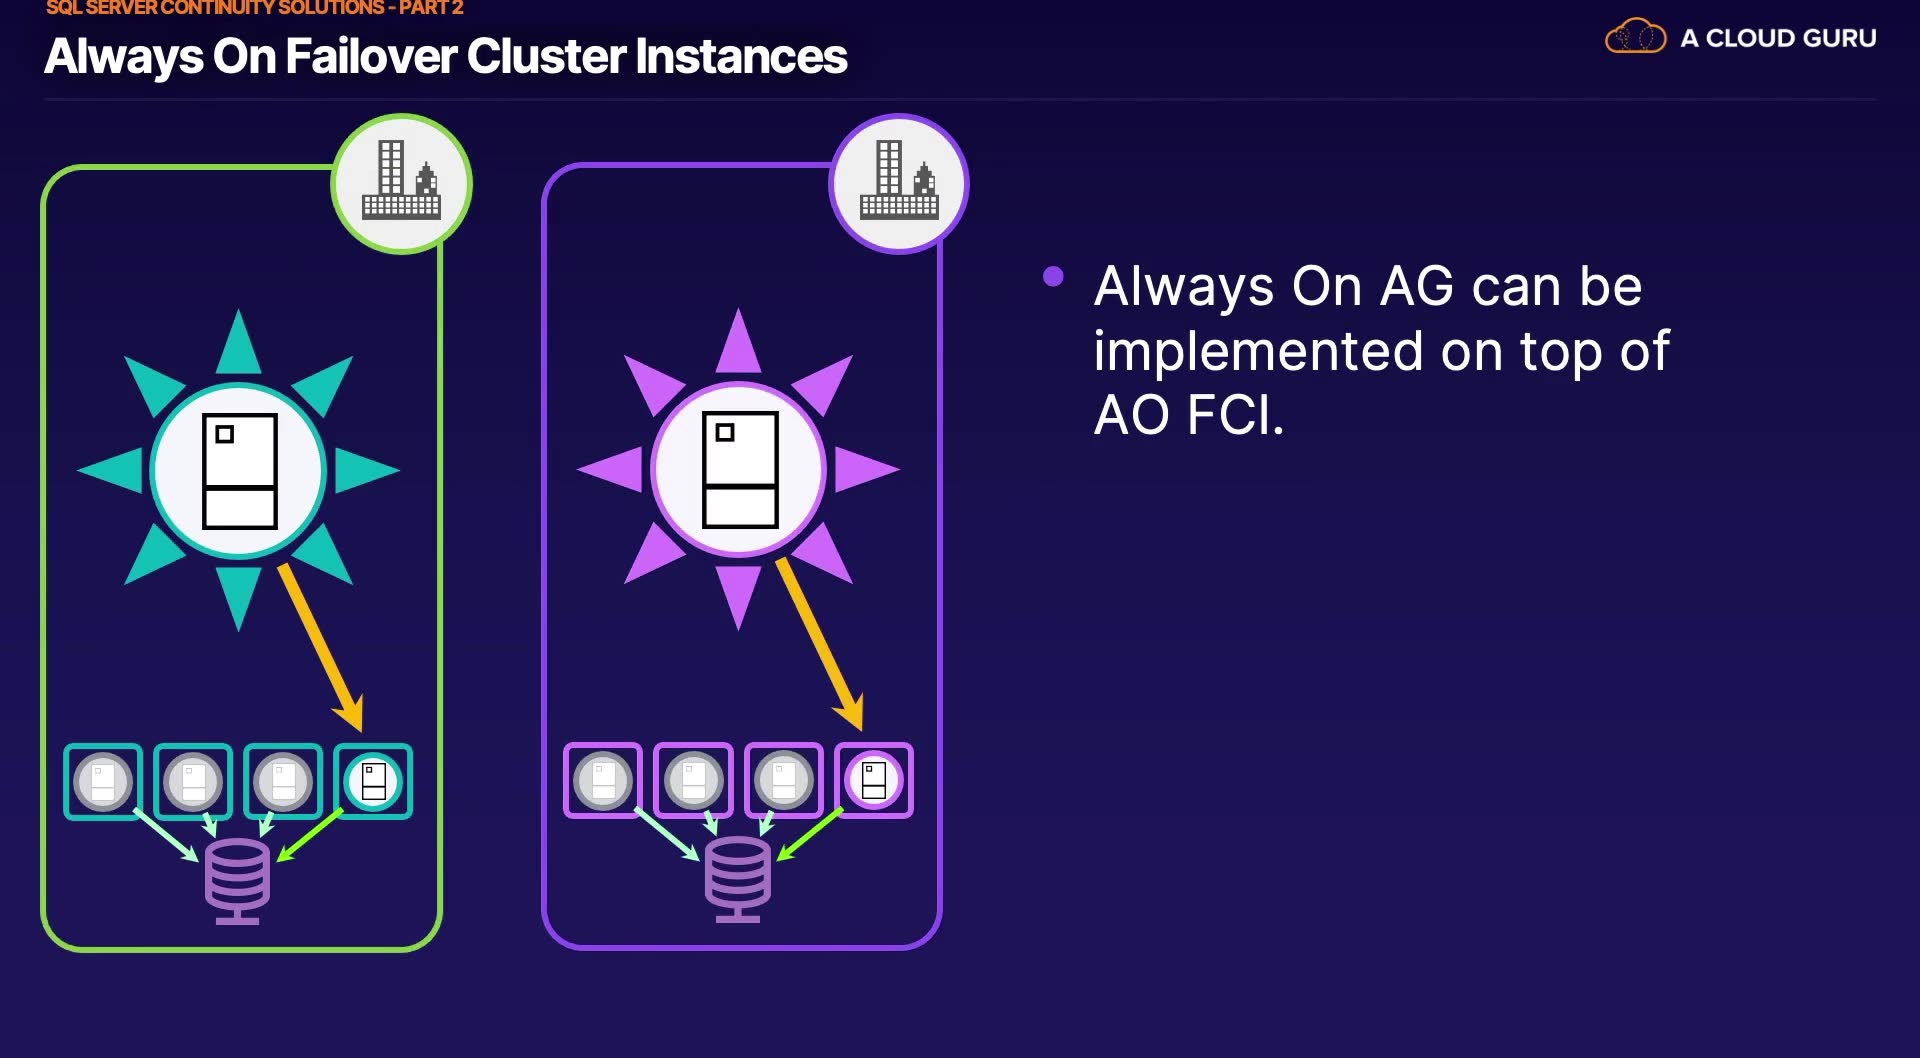 SQL SERVER CONTINUITY SOLUTIONS - PART 2
Always On Failover Cluster Instances
A CLOUD GURU
Always On AG can be
implemented on top of
AO FCI.